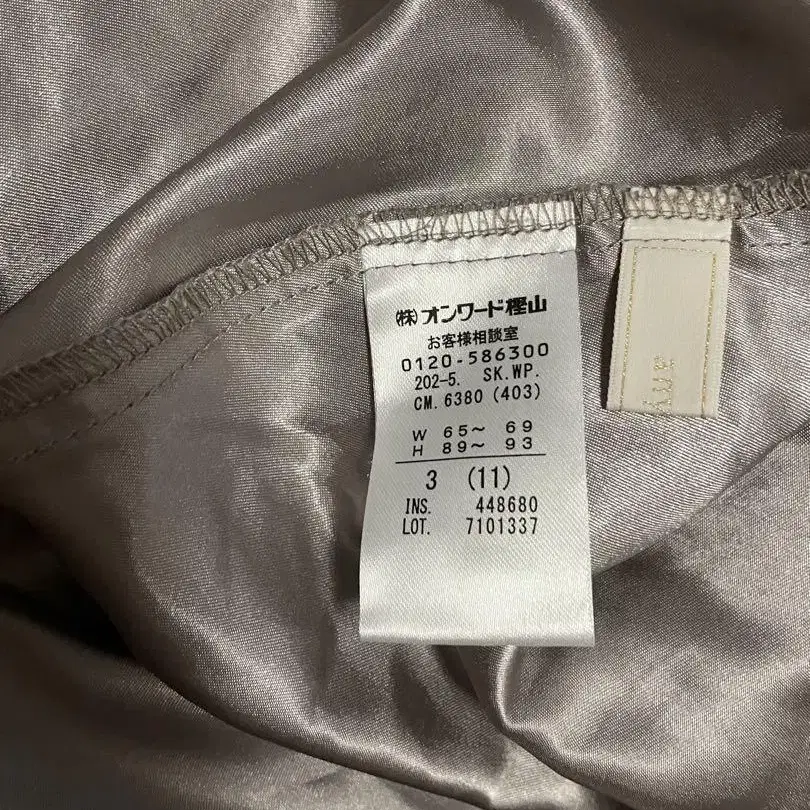 (株)オンワード樫山
お客様相談室
0120-586300
202-5. SK.WP.
CM.6380(403)
W 65～ 69
H 89～ 93
3 (11)
INS. 448680
LOT. 7101337